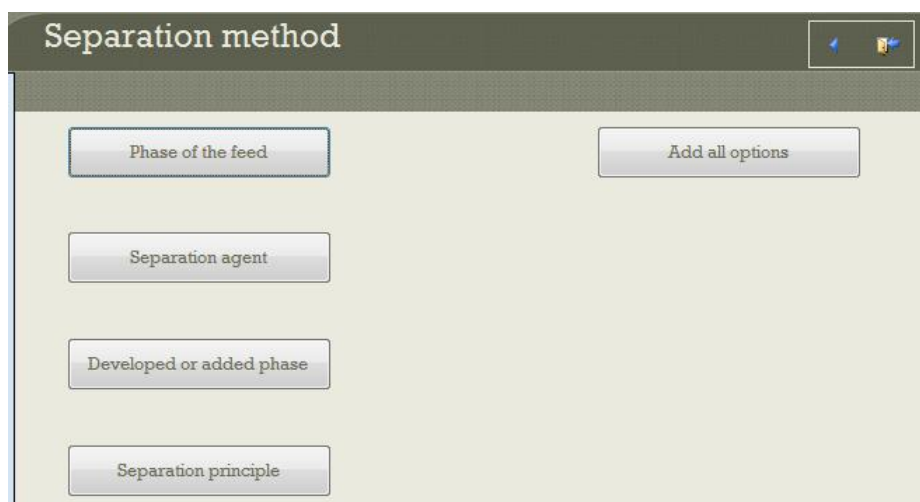 Separation method
Phase of the feed
Add all options
Separation agent
Developed or added phase
Separation principle